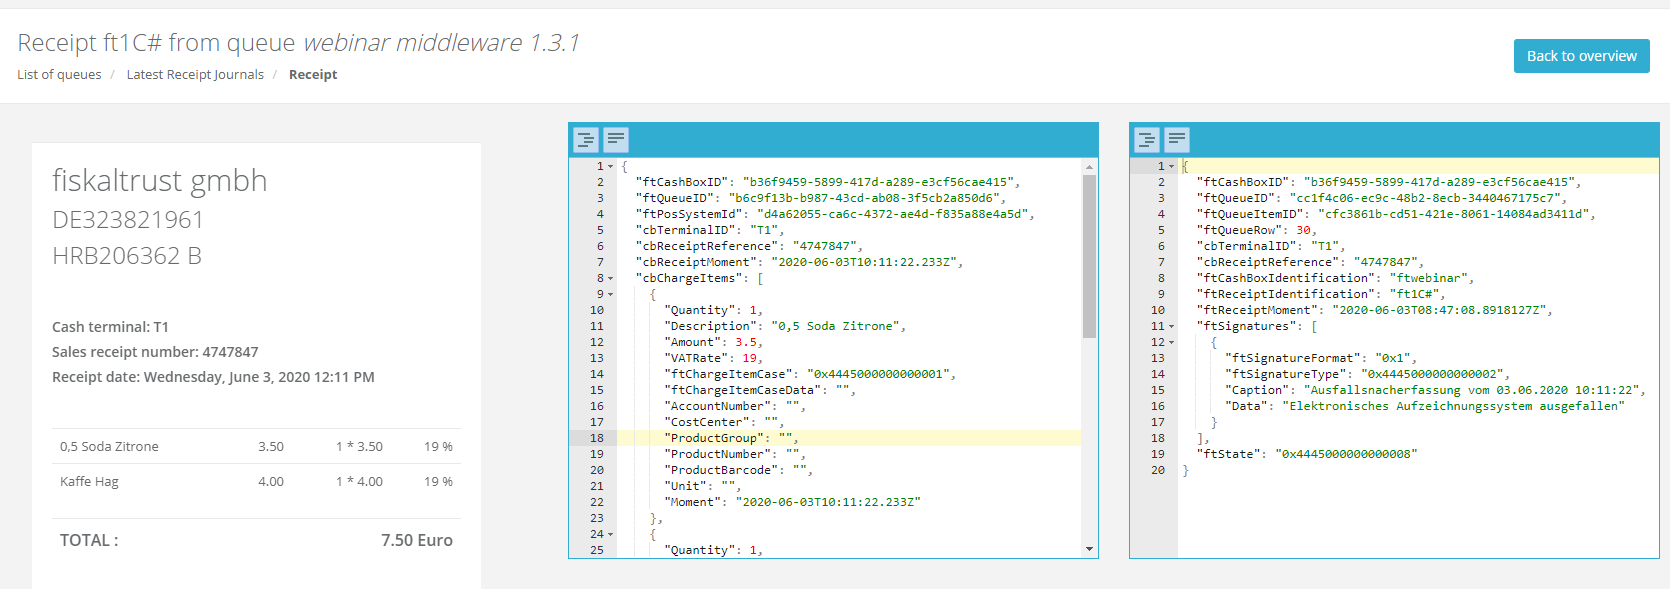 Receipt ft1C# from queue webinar middleware 1.3.1
List of queues / Latest Receipt Journals / Receipt
Back to overview
fiskaltrust gmbh
DE323821961
HRB206362 B
Cash terminal: T1
Sales receipt number: 4747847
Receipt date: Wednesday, June 3, 2020 12:11 PM
0,5 Soda Zitrone 3.50 1 * 3.50 19 %
Kaffe Hag 4.00 1 * 4.00 19 %
TOTAL : 7.50 Euro
1 {
2 "ftCashBoxID": "b36f9459-5899-417d-a289-e3cf56cae415",
3 "ftQueueID": "b6c9f13b-b987-43cd-ab08-3f5cb2a850d6",
4 "ftPosSystemId": "d4a62055-ca6c-4372-ae4d-f835a88e4a5d",
5 "cbTerminalID": "T1",
6 "cbReceiptReference": "4747847",
7 "cbReceiptMoment": "2020-06-03T10:11:22.233Z",
8 "cbChargeItems": [
9 {
10 "Quantity": 1,
11 "Description": "0,5 Soda Zitrone",
12 "Amount": 3.5,
13 "VATRate": 19,
14 "ftChargeItemCase": "0x4445000000000001",
15 "ftChargeItemCaseData": "",
16 "AccountNumber": "",
17 "CostCenter": "",
18 "ProductGroup": "",
19 "ProductNumber": "",
20 "ProductBarcode": "",
21 "Unit": "",
22 "Moment": "2020-06-03T10:11:22.233Z"
23 },
24 {
25 "Quantity": 1,
1 {
2 "ftCashBoxID": "b36f9459-5899-417d-a289-e3cf56cae415",
3 "ftQueueID": "cc1f4c06-ec9c-48b2-8ecb-3440467175c7",
4 "ftQueueItemID": "cfc3861b-cd51-421e-8061-14084ad3411d",
5 "ftQueueRow": 30,
6 "cbTerminalID": "T1",
7 "cbReceiptReference": "4747847",
8 "ftCashBoxIdentification": "ftwebinar",
9 "ftReceiptIdentification": "ft1C#",
10 "ftReceiptMoment": "2020-06-03T08:47:08.8918127Z",
11 "ftSignatures": [
12 {
13 "ftSignatureFormat": "0x1",
14 "ftSignatureType": "0x4445000000000002",
15 "Caption": "Ausfallsnacherfassung vom 03.06.2020 10:11:22",
16 "Data": "Elektronisches Aufzeichnungssystem ausgefallen"
17 }
18 ],
19 "ftState": "0x4445000000000008"
20 }